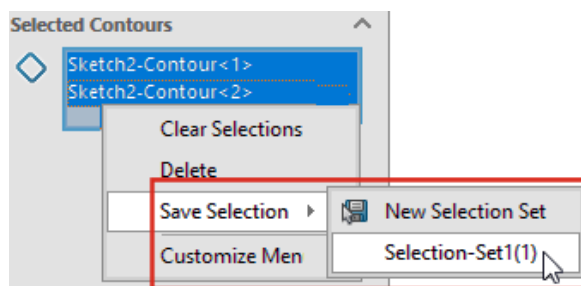 Selected Contours
Sketch2-Contour<1>
Sketch2-Contour<2>
Clear Selections
Delete
Save Selection
New Selection Set
Customize Men
Selection-Set1(1)